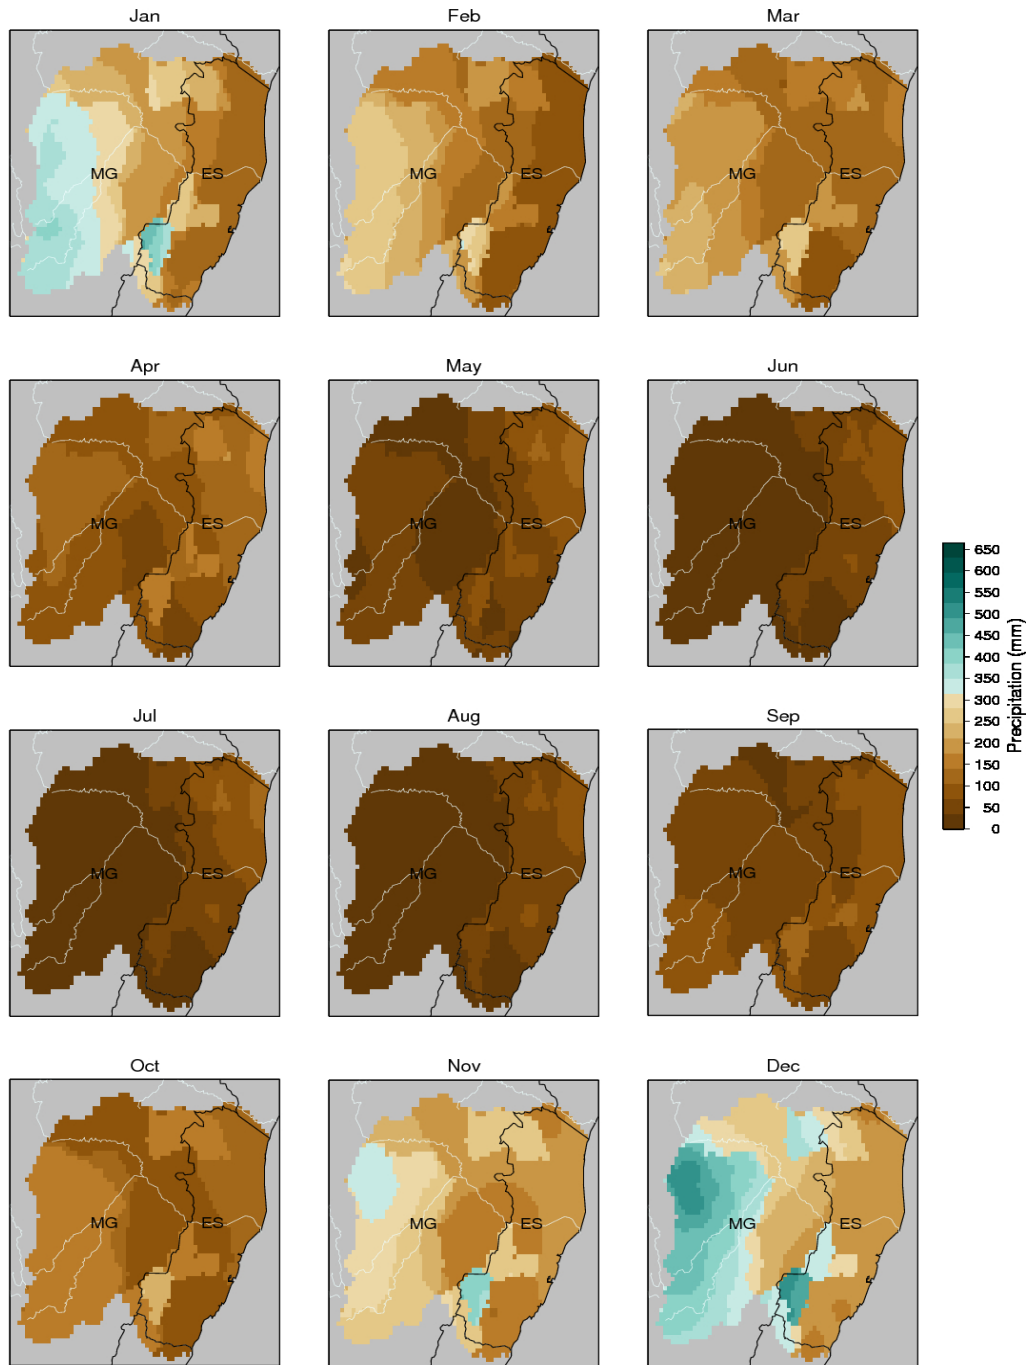 Jan Feb Mar
MG ES MG ES MG ES
Apr May Jun
MG ES MG ES MG ES
650
600
550
500
450
400
350
300
250
200
150
100
50
0
Precipitation (mm)
Jul Aug Sep
MG ES MG ES MG ES
Oct Nov Dec
MG ES MG ES MG ES